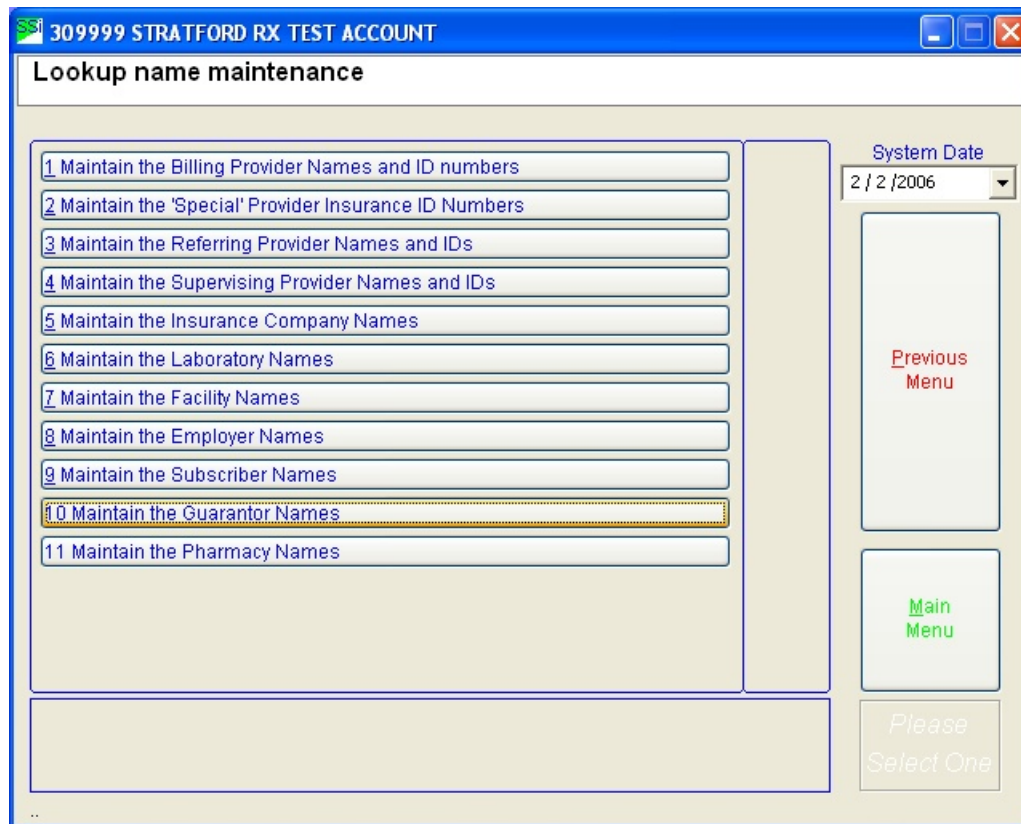 SSi 309999 STRATFORD RX TEST ACCOUNT
Lookup name maintenance
1 Maintain the Billing Provider Names and ID numbers
2 Maintain the 'Special' Provider Insurance ID Numbers
3 Maintain the Referring Provider Names and IDs
4 Maintain the Supervising Provider Names and IDs
5 Maintain the Insurance Company Names
6 Maintain the Laboratory Names
7 Maintain the Facility Names
8 Maintain the Employer Names
9 Maintain the Subscriber Names
10 Maintain the Guarantor Names
11 Maintain the Pharmacy Names
System Date
2 / 2 /2006
Previous
Menu
Main
Menu
Please
Select One
..